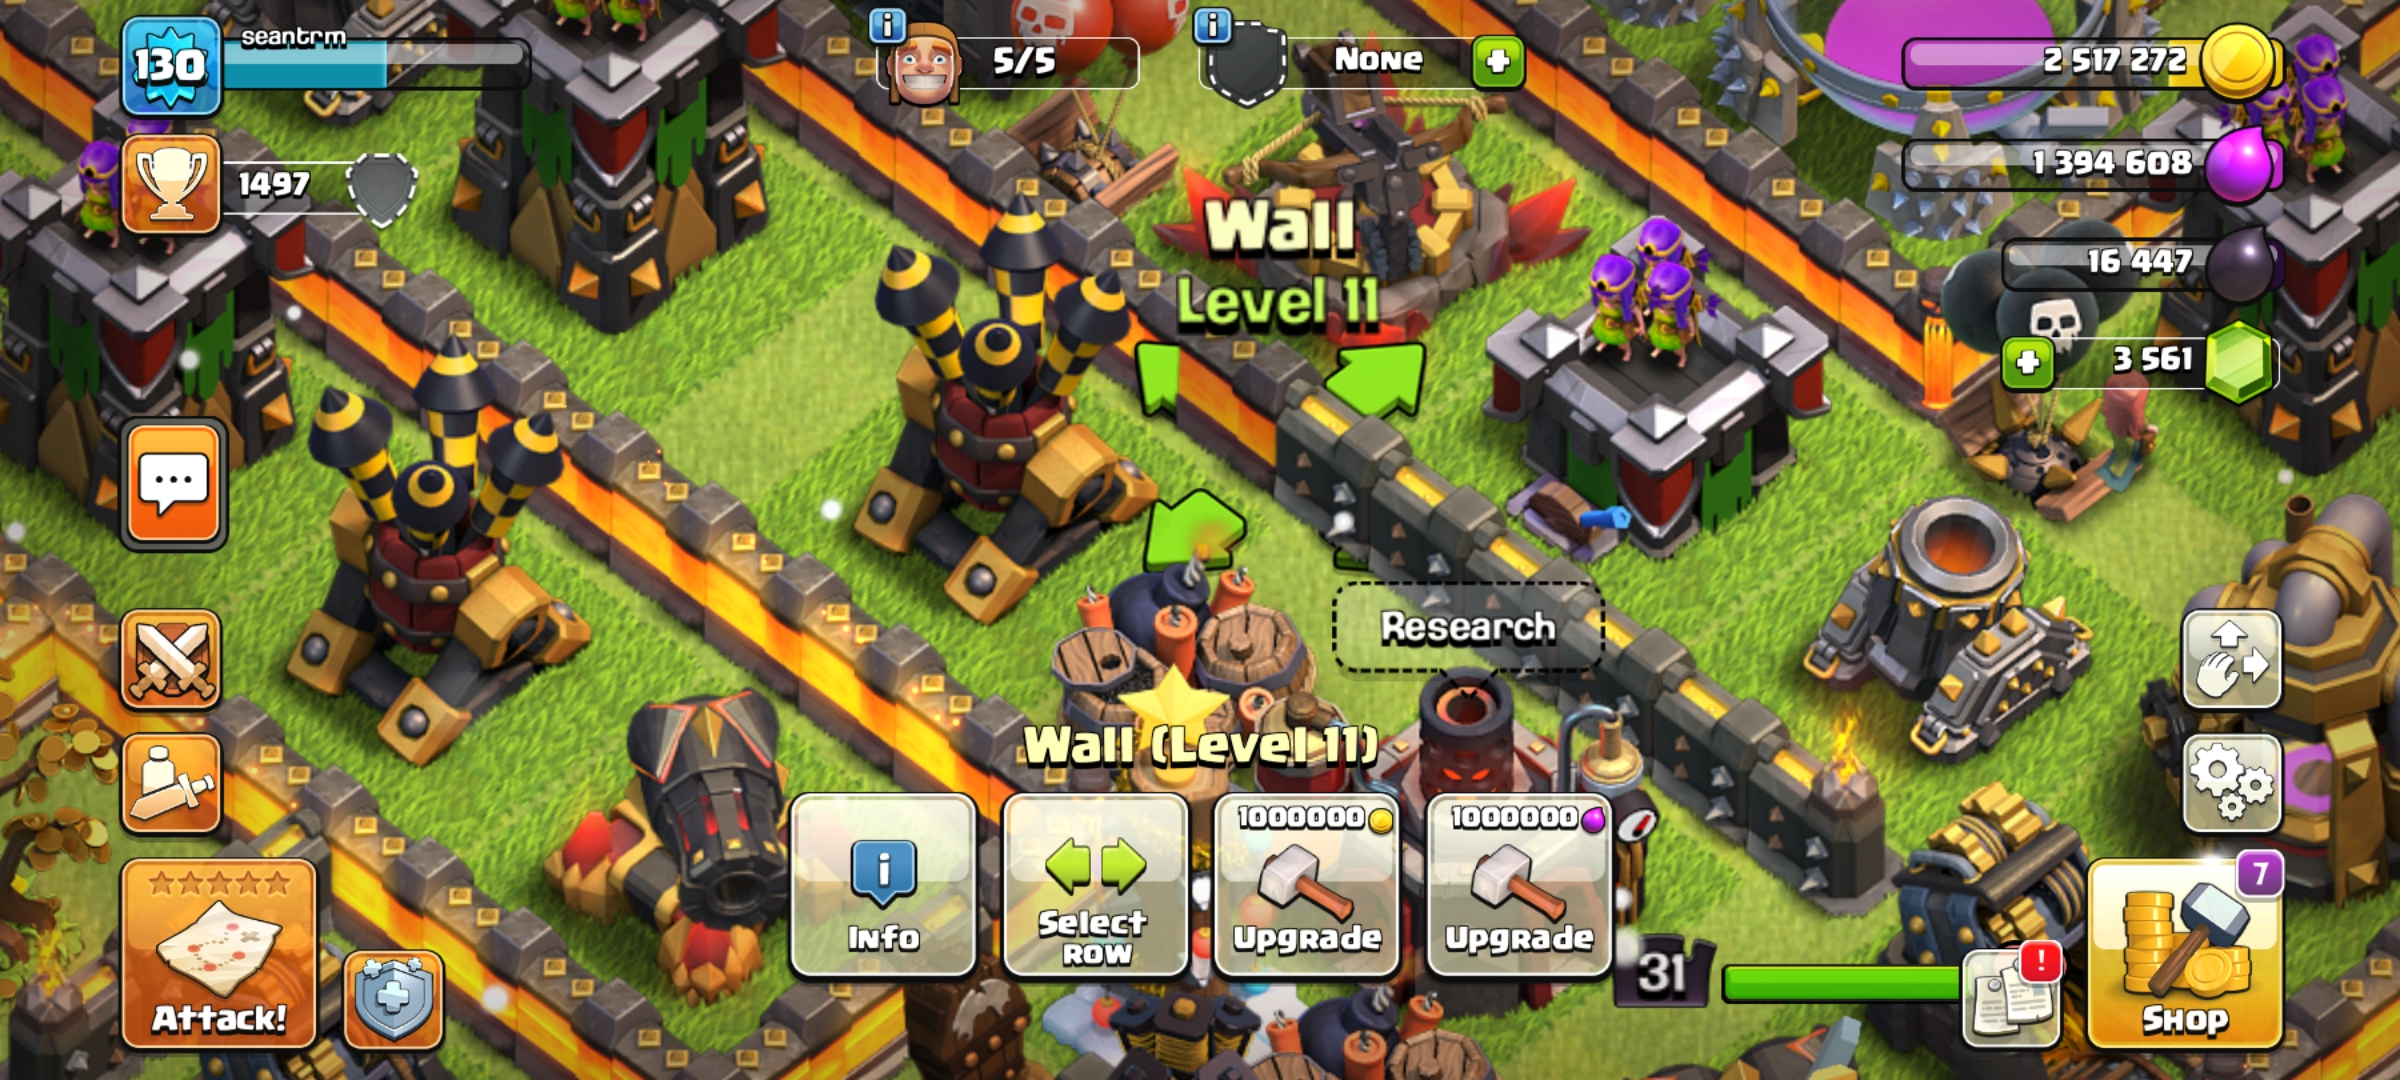 130
seantrm
5/5
None
2 517 272
1497
1 394 608
Wall
Level 11
16 447
3 561
Research
Wall (Level 11)
Info
Select
Row
1000000
Upgrade
1000000
Upgrade
31
!
7
Shop
Attack!